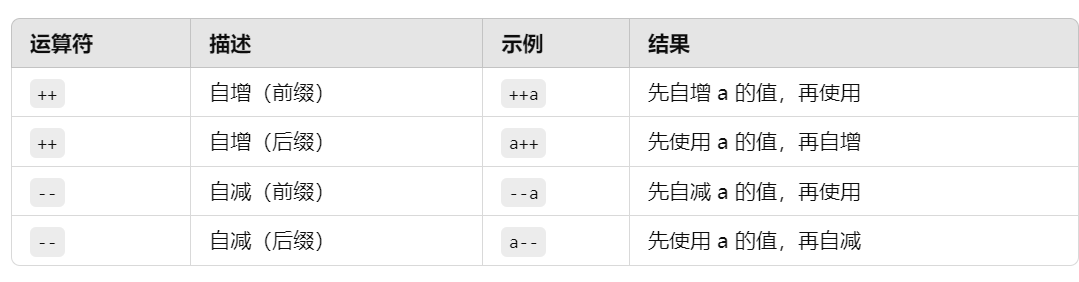 运算符 描述 示例 结果
++ 自增（前缀） ++a 先自增 a 的值，再使用
++ 自增（后缀） a++ 先使用 a 的值，再自增
-- 自减（前缀） --a 先自减 a 的值，再使用
-- 自减（后缀） a-- 先使用 a 的值，再自减